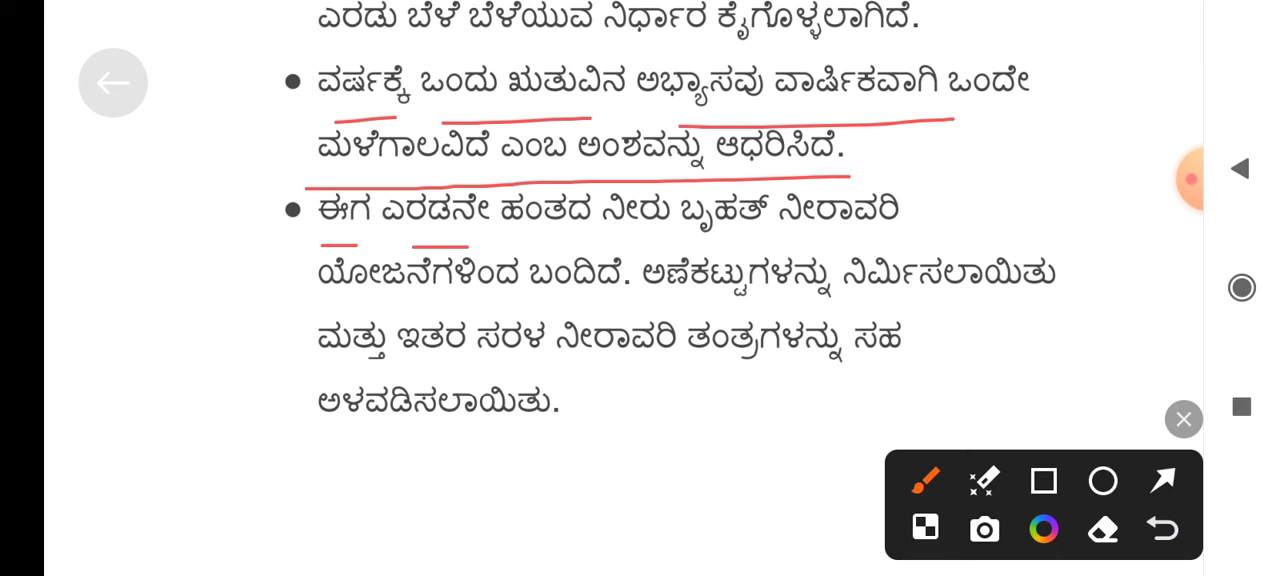 ಎರಡು ಬೆಳೆ ಬೆಳೆಯುವ ನಿರ್ಧಾರ ಕೈಗೊಳ್ಳಲಾಗಿದೆ.
● ವರ್ಷಕ್ಕೆ ಒಂದು ಋತುವಿನ ಅಭ್ಯಾಸವು ವಾರ್ಷಿಕವಾಗಿ ಒಂದೇ
ಮಳೆಗಾಲವಿದೆ ಎಂಬ ಅಂಶವನ್ನು ಆಧರಿಸಿದೆ.
● ಈಗ ಎರಡನೇ ಹಂತದ ನೀರು ಬೃಹತ್ ನೀರಾವರಿ
ಯೋಜನೆಗಳಿಂದ ಬಂದಿದೆ. ಅಣೆಕಟ್ಟುಗಳನ್ನು ನಿರ್ಮಿಸಲಾಯಿತು
ಮತ್ತು ಇತರ ಸರಳ ನೀರಾವರಿ ತಂತ್ರಗಳನ್ನು ಸಹ
ಅಳವಡಿಸಲಾಯಿತು.